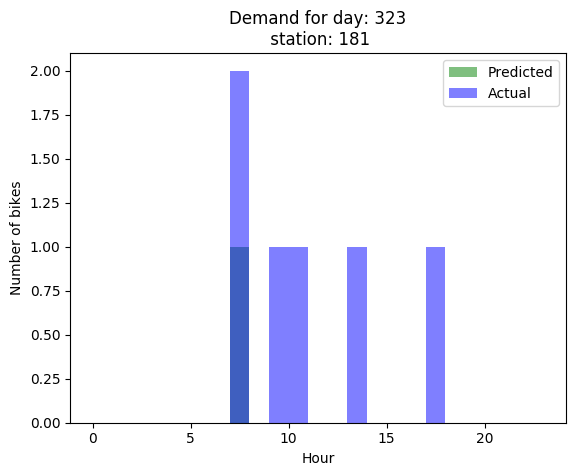 Demand for day: 323
station: 181
Predicted
Actual
Number of bikes
2.00
1.75
1.50
1.25
1.00
0.75
0.50
0.25
0.00
0 5 10 15 20
Hour